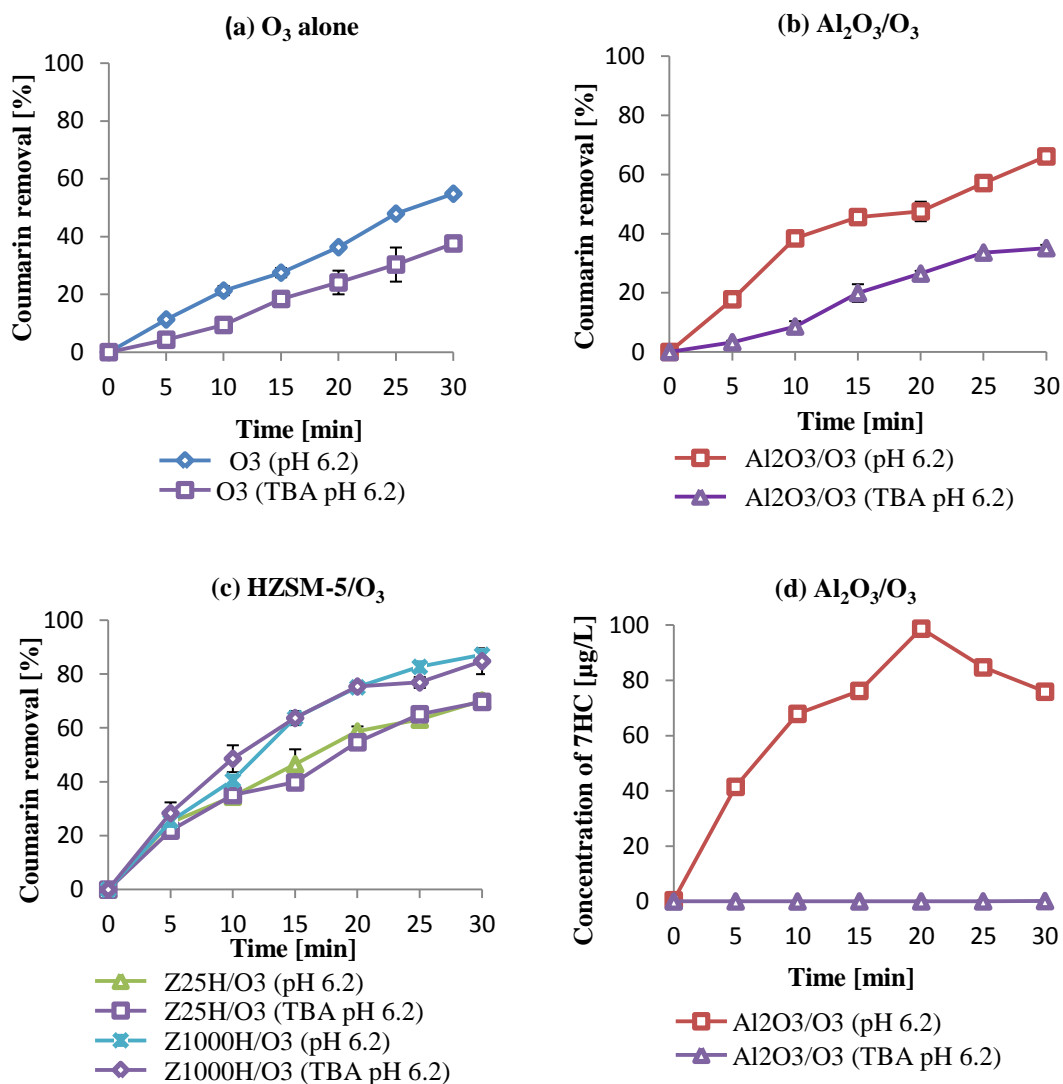 (a) O3 alone
Coumarin removal [%]
100
80
60
40
20
0
0 5 10 15 20 25 30
Time [min]
O3 (pH 6.2)
O3 (TBA pH 6.2)
(b) Al2O3/O3
Coumarin removal [%]
100
80
60
40
20
0
0 5 10 15 20 25 30
Time [min]
Al2O3/O3 (pH 6.2)
Al2O3/O3 (TBA pH 6.2)
(c) HZSM-5/O3
Coumarin removal [%]
100
80
60
40
20
0
0 5 10 15 20 25 30
Time [min]
Z25H/O3 (pH 6.2)
Z25H/O3 (TBA pH 6.2)
Z1000H/O3 (pH 6.2)
Z1000H/O3 (TBA pH 6.2)
(d) Al2O3/O3
Concentration of 7HC [µg/L]
100
80
60
40
20
0
0 5 10 15 20 25 30
Time [min]
Al2O3/O3 (pH 6.2)
Al2O3/O3 (TBA pH 6.2)